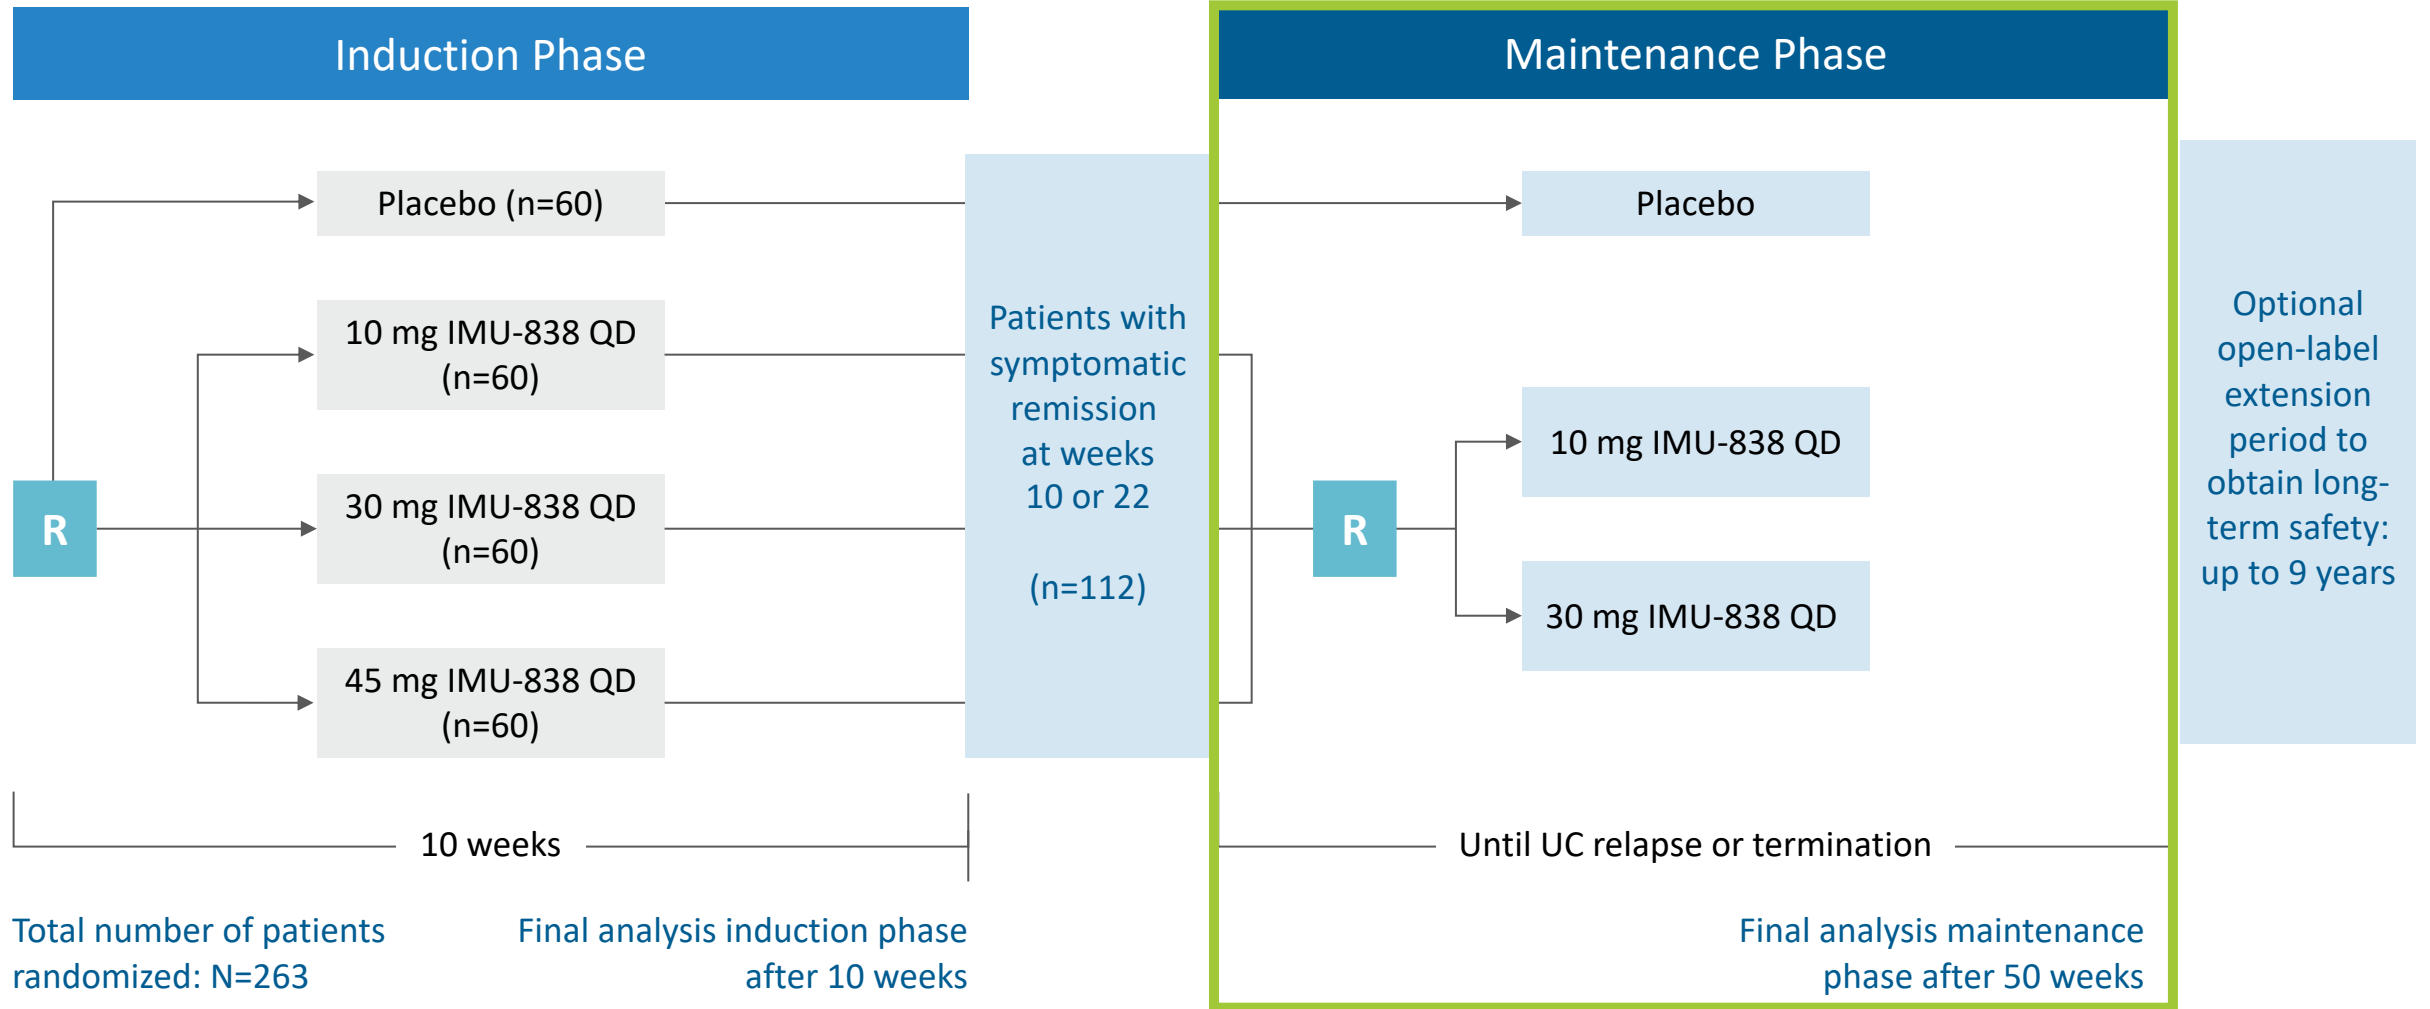 Induction Phase
Maintenance Phase
Placebo (n=60)
10 mg IMU-838 QD
(n=60)
R
30 mg IMU-838 QD
(n=60)
45 mg IMU-838 QD
(n=60)
Patients with
symptomatic
remission
at weeks
10 or 22
(n=112)
Placebo
R
10 mg IMU-838 QD
30 mg IMU-838 QD
Optional
open-label
extension
period to
obtain long-
term safety:
up to 9 years
10 weeks
Until UC relapse or termination
Total number of patients
randomized: N=263
Final analysis induction phase
after 10 weeks
Final analysis maintenance
phase after 50 weeks